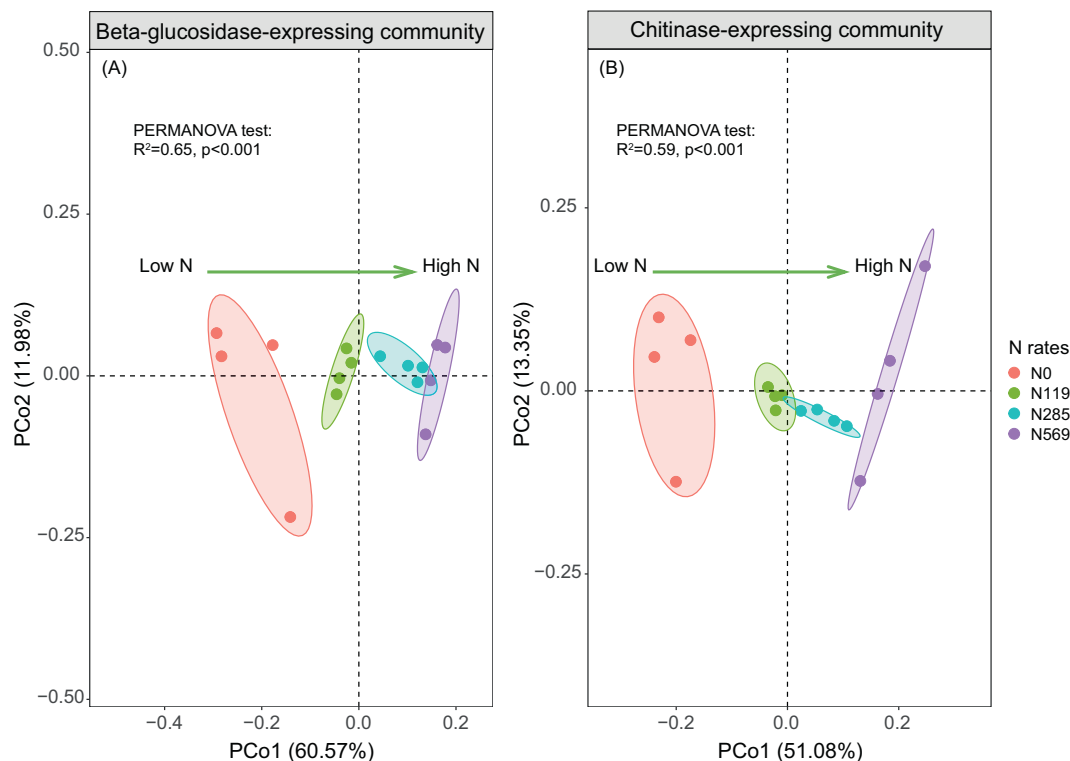 Beta-glucosidase-expressing community
(A)
PERMANOVA test:
R²=0.65, p<0.001
Low N
High N
0.50
0.25
0.00
−0.25
−0.50
PCo2 (11.98%)
−0.4
−0.2
0.0
0.2
PCo1 (60.57%)
Chitinase-expressing community
(B)
PERMANOVA test:
R²=0.59, p<0.001
Low N
High N
0.25
0.00
−0.25
PCo2 (13.35%)
−0.2
0.0
0.2
PCo1 (51.08%)
N rates
N0
N119
N285
N569